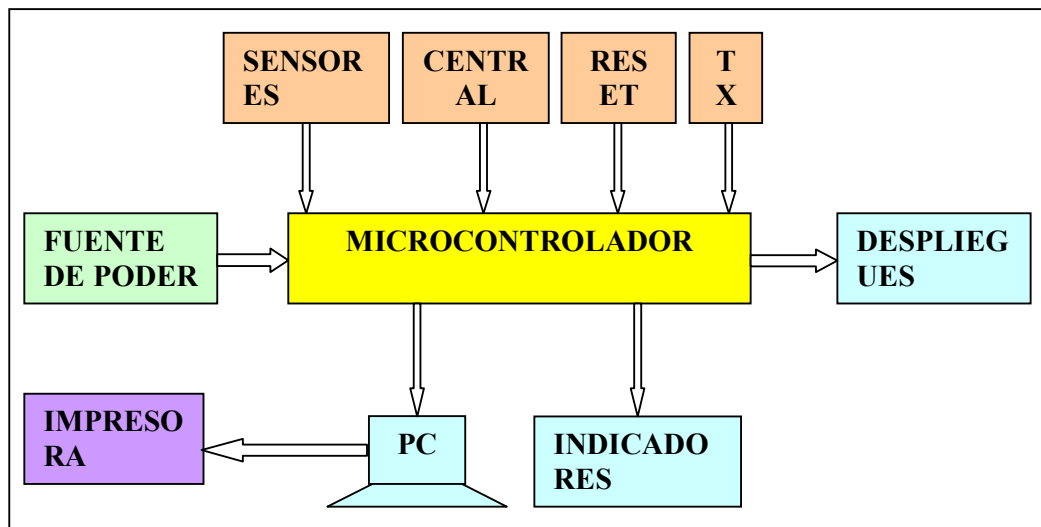 SENSOR
ES
CENTR
AL
RES
ET
T
X
FUENTE
DE PODER
MICROCONTROLADOR
DESPLIEG
UES
IMPRESO
RA
PC
INDICADO
RES